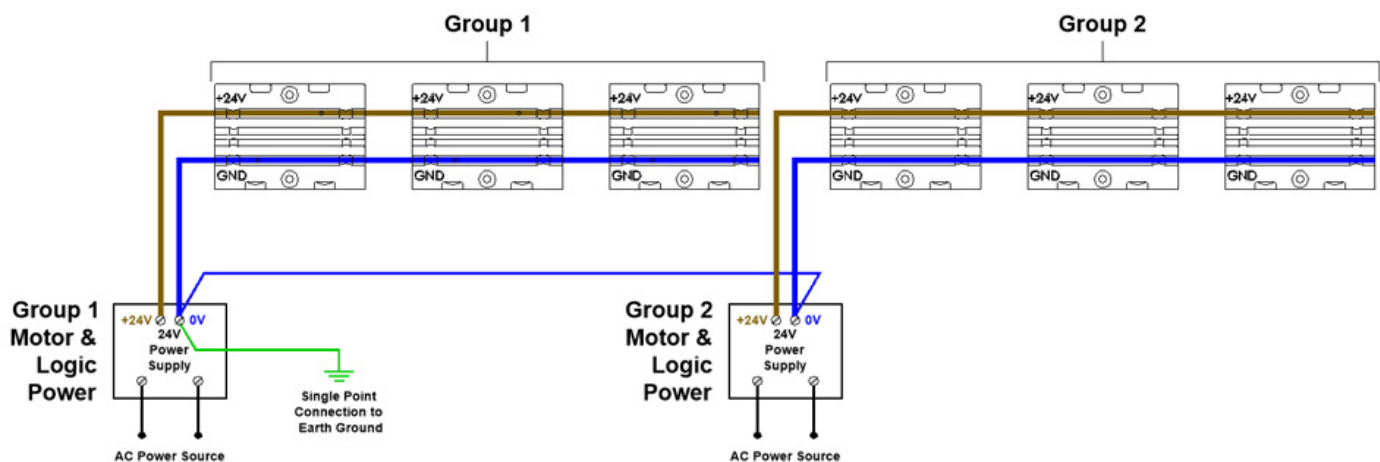 Group 1
Group 2
+24V
+24V
+24V
+24V
+24V
+24V
GND
GND
GND
GND
GND
GND
Group 1
Motor &
Logic
Power
+24V
0V
24V
Power
Supply
Single Point
Connection to
Earth Ground
AC Power Source
Group 2
Motor &
Logic
Power
+24V
0V
24V
Power
Supply
AC Power Source